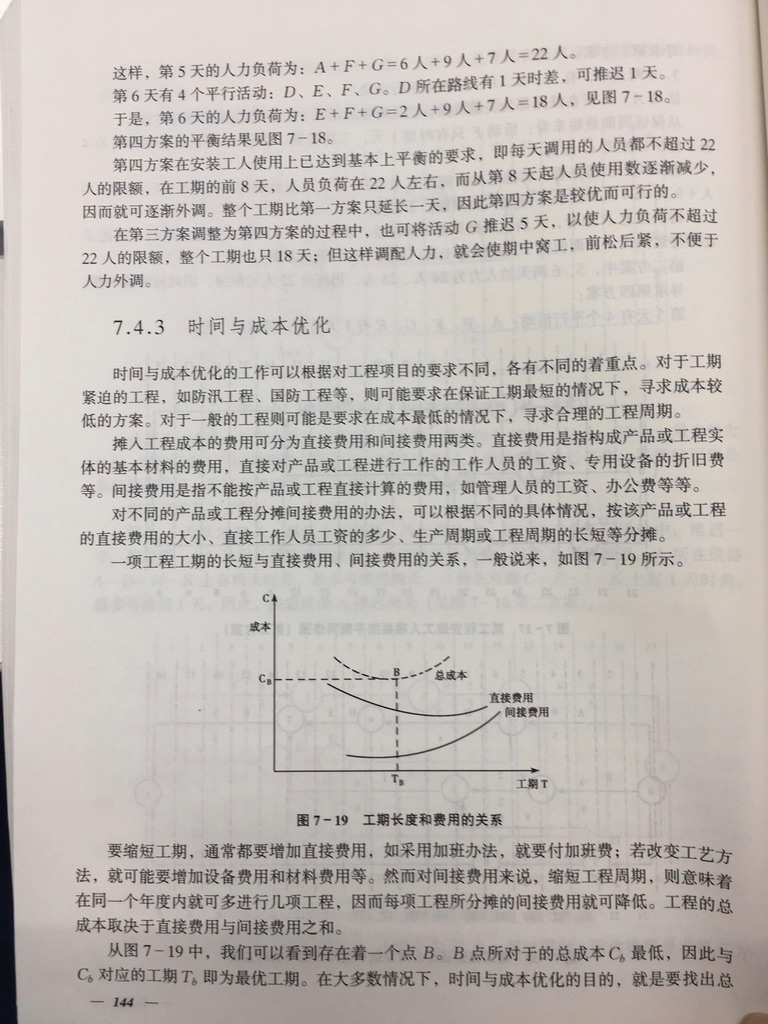 这样，第 5 天的人力负荷为：A+F+G=6 人+9 人+7 人=22 人。
第 6 天有 4 个平行活动：D、E、F、G。D 所在路线有 1 天时差，可推迟 1 天。
于是，第 6 天的人力负荷为：E+F+G=2 人+9 人+7 人=18 人，见图 7-18。
第四方案的平衡结果见图 7-18。
第四方案在安装工人使用上已达到基本上平衡的要求，即每天调用的人员都不超过 22
人的限额，在工期的前 8 天，人员负荷在 22 人左右，而从第 8 天起人员使用数逐渐减少，
因而就可逐渐外调。整个工期比第一方案只延长一天，因此第四方案是较优而可行的。
在第三方案调整为第四方案的过程中，也可将活动 G 推迟 5 天，以使人力负荷不超过
22 人的限额，整个工期也只 18 天；但这样调配人力，就会使期中窝工，前松后紧，不便于
人力外调。
7.4.3 时间与成本优化
时间与成本优化的工作可以根据对工程项目的要求不同，各有不同的着重点。对于工期
紧迫的工程，如防汛工程、国防工程等，则可能要求在保证工期最短的情况下，寻求成本较
低的方案。对于一般的工程则可能是要求在成本最低的情况下，寻求合理的工程周期。
摊入工程成本的费用可分为直接费用和间接费用两类。直接费用是指构成产品或工程实
体的基本材料的费用，直接对产品或工程进行工作的工作人员的工资、专用设备的折旧费
等。间接费用是指不能按产品或工程直接计算的费用，如管理人员的工资、办公费等等。
对不同的产品或工程分摊间接费用的办法，可以根据不同的具体情况，按该产品或工程
的直接费用的大小、直接工作人员工资的多少、生产周期或工程周期的长短等分摊。
一项工程工期的长短与直接费用、间接费用的关系，一般说来，如图 7-19 所示。
C
成本
C_B
B
总成本
直接费用
间接费用
T_B
工期 T
图 7-19 工期长度和费用的关系
要缩短工期，通常都要增加直接费用，如采用加班办法，就要付加班费；若改变工艺方
法，就可能要增加设备费用和材料费用等。然而对间接费用来说，缩短工程周期，则意味着
在同一个年度内就可多进行几项工程，因而每项工程所分摊的间接费用就可降低。工程的总
成本取决于直接费用与间接费用之和。
从图 7-19 中，我们可以看到存在着一个点 B。B 点所对于的总成本 C_b 最低，因此与
C_b 对应的工期 T_b 即为最优工期。在大多数情况下，时间与成本优化的目的，就是要找出总
— 144 —